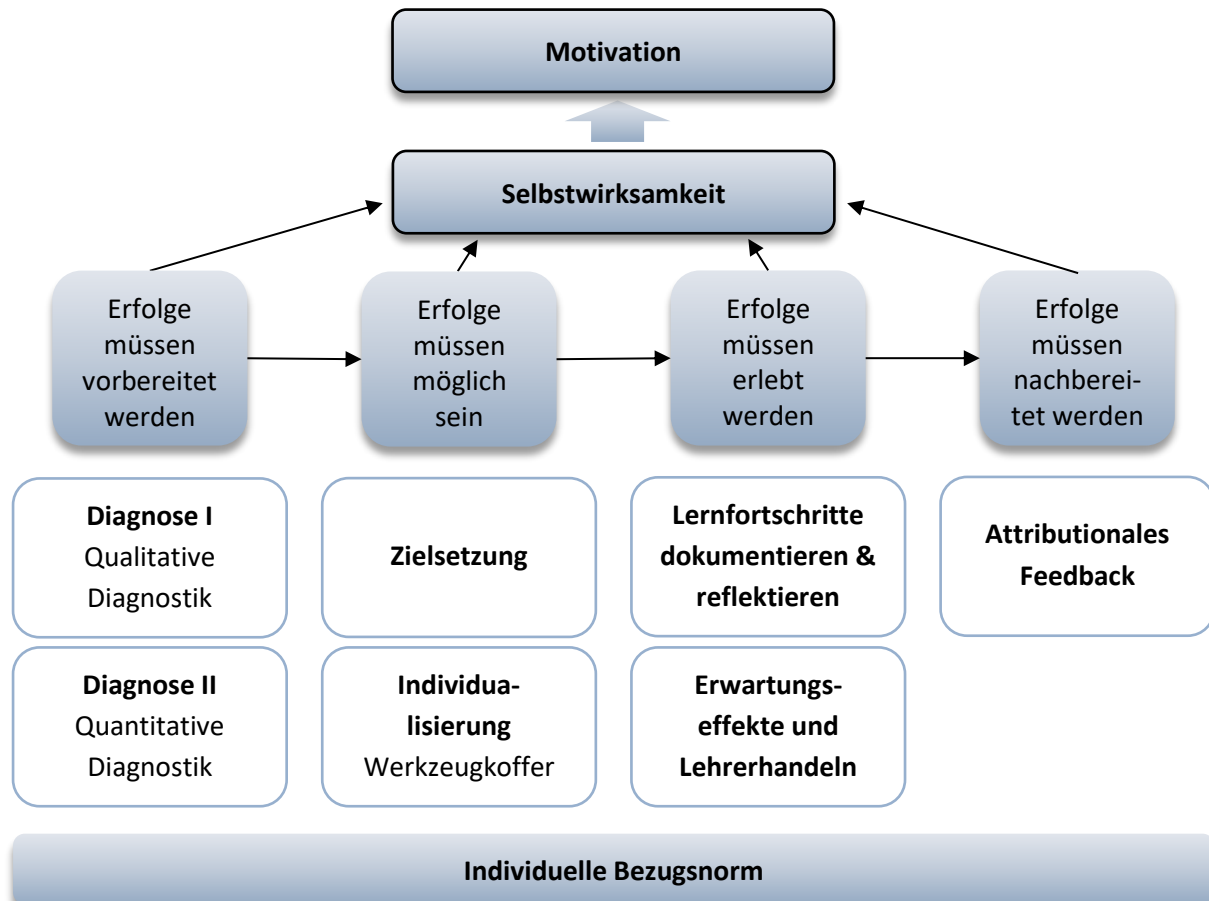 Motivation
Selbstwirksamkeit
Erfolge
müssen
vorbereitet
werden
Erfolge
müssen
möglich
sein
Erfolge
müssen
erlebt
werden
Erfolge
müssen
nachberei-
tet werden
Diagnose I
Qualitative
Diagnostik
Zielsetzung
Lernfortschritte
dokumentieren &
reflektieren
Attributionales
Feedback
Diagnose II
Quantitative
Diagnostik
Individua-
lisierung
Werkzeugkoffer
Erwartungs-
effekte und
Lehrerhandeln
Individuelle Bezugsnorm